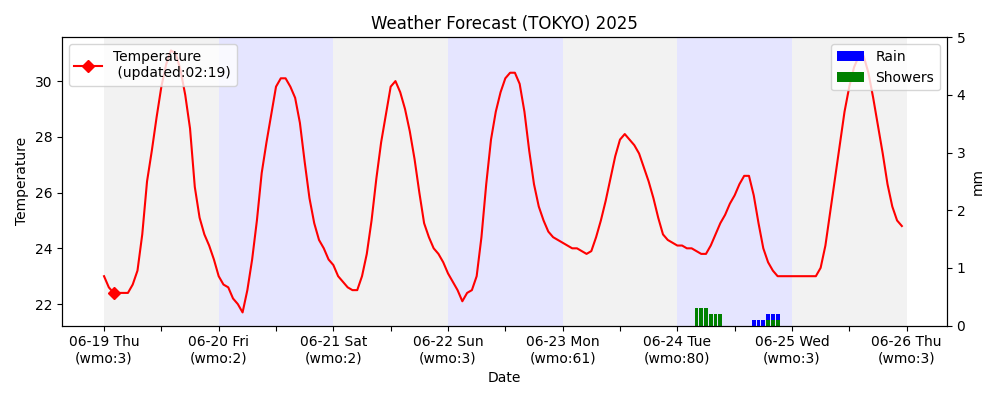 Weather Forecast (TOKYO) 2025
Temperature
(updated:02:19)
Rain
Showers
30
28
26
24
22
Temperature
5
4
3
2
1
0
mm
06-19 Thu
(wmo:3)
06-20 Fri
(wmo:2)
06-21 Sat
(wmo:2)
06-22 Sun
(wmo:3)
06-23 Mon
(wmo:61)
06-24 Tue
(wmo:80)
06-25 Wed
(wmo:3)
06-26 Thu
(wmo:3)
Date